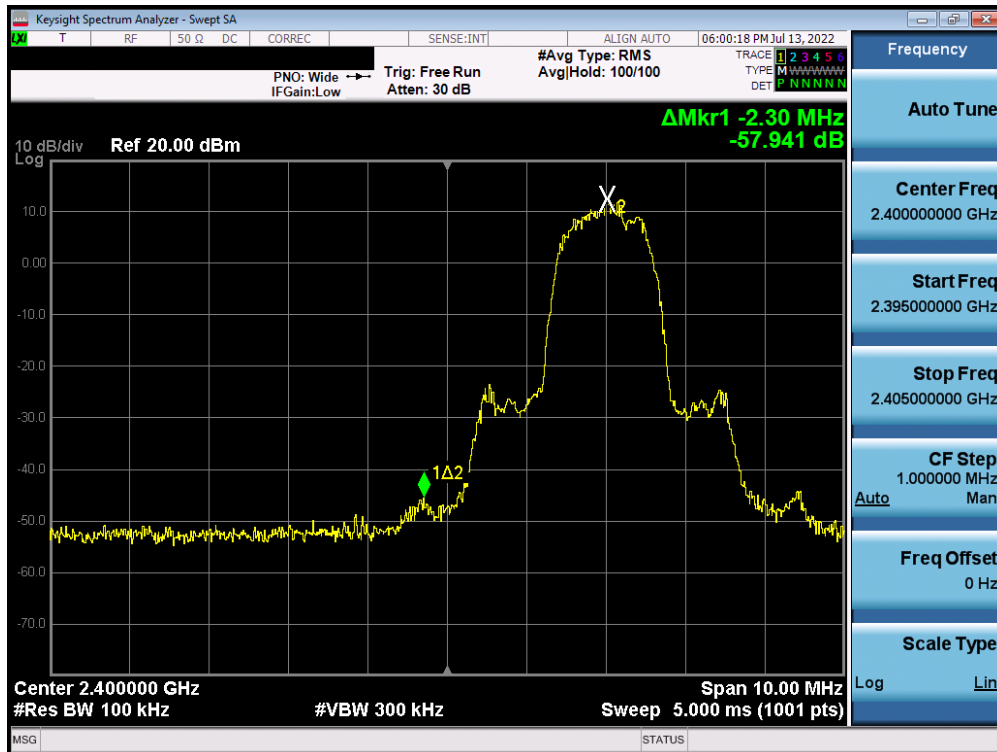 Keysight Spectrum Analyzer - Swept SA
LXI T RF 50 Ω DC CORREC SENSE:INT ALIGN AUTO 06:00:18 PM Jul 13, 2022
PNO: Wide
IFGain:Low
Trig: Free Run
Atten: 30 dB
#Avg Type: RMS
Avg|Hold: 100/100
TRACE 1 2 3 4 5 6
TYPE M WWWWW
DET P N N N N N
ΔMkr1 -2.30 MHz
-57.941 dB
10 dB/div
Log
Ref 20.00 dBm
10.0
0.00
-10.0
-20.0
-30.0
-40.0
-50.0
-60.0
-70.0
X2
1Δ2
Center 2.400000 GHz
Span 10.00 MHz
#Res BW 100 kHz
#VBW 300 kHz
Sweep 5.000 ms (1001 pts)
MSG
STATUS
Frequency
Auto Tune
Center Freq
2.400000000 GHz
Start Freq
2.395000000 GHz
Stop Freq
2.405000000 GHz
CF Step
1.000000 MHz
Auto Man
Freq Offset
0 Hz
Scale Type
Log Lin